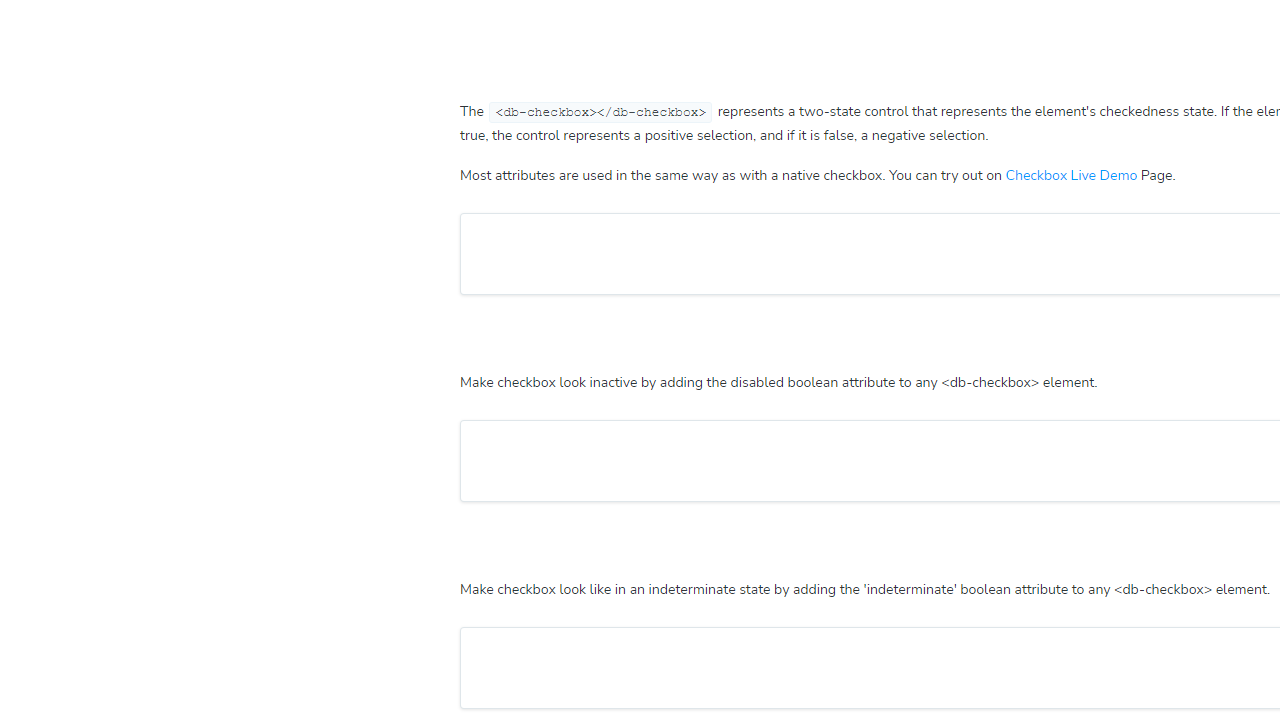 The <db-checkbox></db-checkbox> represents a two-state control that represents the element's checkedness state. If the
true, the control represents a positive selection, and if it is false, a negative selection.
Most attributes are used in the same way as with a native checkbox. You can try out on Checkbox Live Demo Page.
Make checkbox look inactive by adding the disabled boolean attribute to any <db-checkbox> element.
Make checkbox look like in an indeterminate state by adding the 'indeterminate' boolean attribute to any <db-checkbox> element.